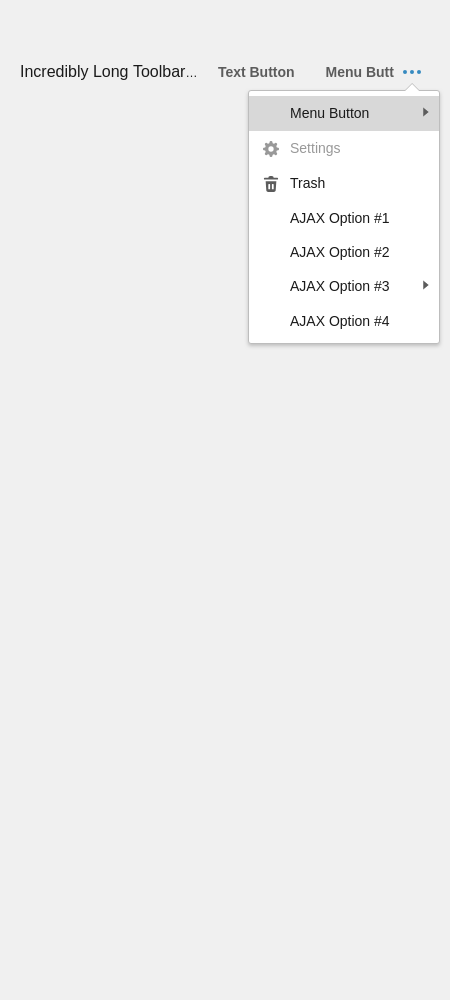 Incredibly Long Toolbar... Text Button Menu Butt
Menu Button
Settings
Trash
AJAX Option #1
AJAX Option #2
AJAX Option #3
AJAX Option #4